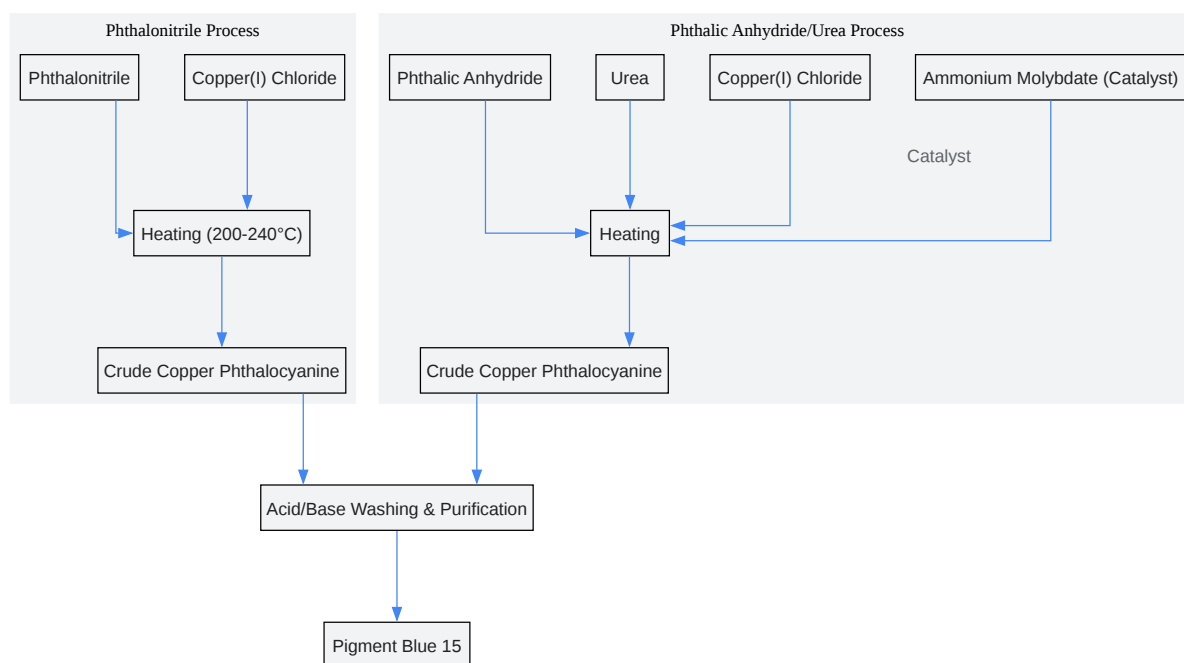 Phthalonitrile Process
Phthalic Anhydride/Urea Process
Phthalonitrile
Copper(I) Chloride
Phthalic Anhydride
Urea
Copper(I) Chloride
Ammonium Molybdate (Catalyst)
Catalyst
Heating (200-240°C)
Heating
Crude Copper Phthalocyanine
Crude Copper Phthalocyanine
Acid/Base Washing & Purification
Pigment Blue 15